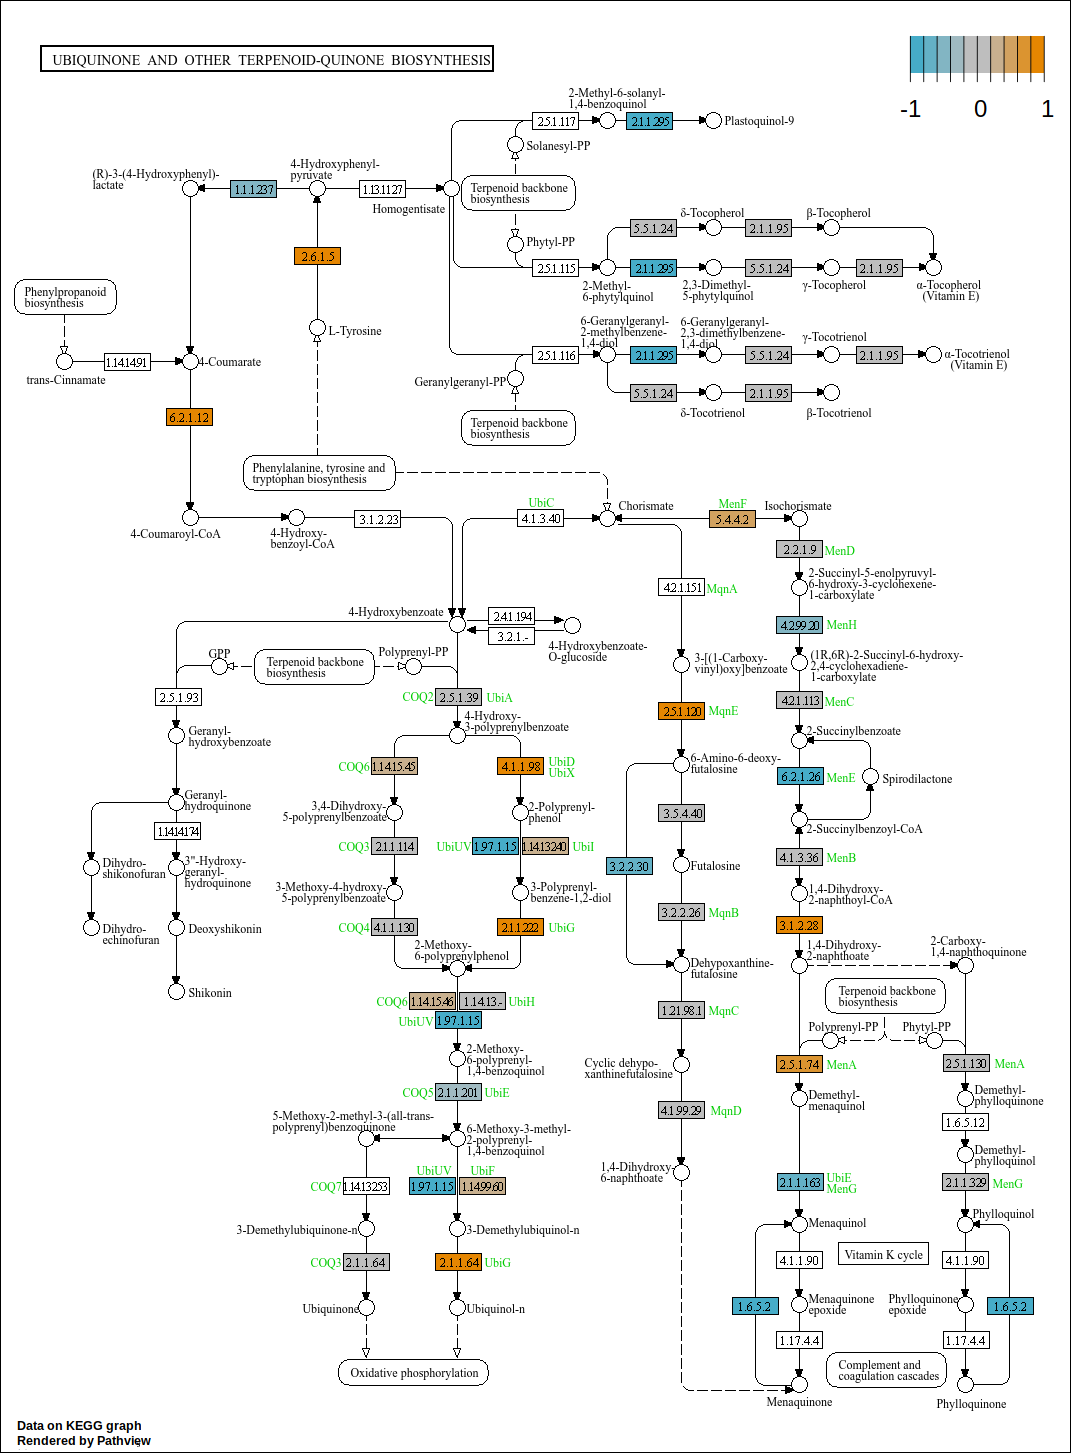 UBIQUINONE AND OTHER TERPENOID-QUINONE BIOSYNTHESIS
-1 0 1
2-Methyl-6-solanyl-
1,4-benzoquinol
2.5.1.117
2.1.1.295
Plastoquinol-9
Solanesyl-PP
(R)-3-(4-Hydroxyphenyl)-
lactate
1.1.1.237
4-Hydroxyphenyl-
pyruvate
1.13.11.27
Homogentisate
Terpenoid backbone
biosynthesis
Phytyl-PP
2.5.1.115
2-Methyl-
6-phytylquinol
δ-Tocopherol
β-Tocopherol
5.5.1.24
2.1.1.95
2.1.1.295
5.5.1.24
2.1.1.95
2,3-Dimethyl-
5-phytylquinol
γ-Tocopherol
α-Tocopherol
(Vitamin E)
2.6.1.5
L-Tyrosine
Phenylpropanoid
biosynthesis
trans-Cinnamate
1.14.14.91
4-Coumarate
6.2.1.12
6-Geranylgeranyl-
2-methylbenzene-
1,4-diol
6-Geranylgeranyl-
2,3-dimethylbenzene-
1,4-diol
γ-Tocotrienol
2.5.1.116
2.1.1.295
5.5.1.24
2.1.1.95
α-Tocotrienol
(Vitamin E)
Geranylgeranyl-PP
5.5.1.24
2.1.1.95
δ-Tocotrienol
β-Tocotrienol
Terpenoid backbone
biosynthesis
Phenylalanine, tyrosine and
tryptophan biosynthesis
4-Coumaroyl-CoA
4-Hydroxy-
benzoyl-CoA
3.1.2.23
UbiC
4.1.3.40
Chorismate
MenF
5.4.4.2
Isochorismate
2.2.1.9
MenD
2-Succinyl-5-enolpyruvyl-
6-hydroxy-3-cyclohexene-
1-carboxylate
4.2.1.151
MqnA
4.2.99.20
MenH
4-Hydroxybenzoate
2.4.1.194
3.2.1.-
4-Hydroxybenzoate-
O-glucoside
3-[(1-Carboxy-
vinyl)oxy]benzoate
(1R,6R)-2-Succinyl-6-hydroxy-
2,4-cyclohexadiene-
1-carboxylate
GPP
Terpenoid backbone
biosynthesis
Polyprenyl-PP
2.5.1.93
COQ2
2.5.1.39
UbiA
4.2.1.113
MenC
2.5.1.120
MqnE
Geranyl-
hydroxybenzoate
4-Hydroxy-
3-polyprenylbenzoate
2-Succinylbenzoate
COQ6
1.14.15.45
4.1.1.98
UbiD
UbiX
6-Amino-6-deoxy-
futalosine
6.2.1.26
MenE
Spirodilactone
Geranyl-
hydroquinone
3,4-Dihydroxy-
5-polyprenylbenzoate
2-Polyprenyl-
phenol
3.5.4.40
2-Succinylbenzoyl-CoA
1.14.14.174
COQ3
2.1.1.114
UbiUV
1.97.1.15
1.14.13.240
UbiI
3.2.2.30
Futalosine
4.1.3.36
MenB
Dihydro-
shikonofuran
3"-Hydroxy-
geranyl-
hydroquinone
3-Methoxy-4-hydroxy-
5-polyprenylbenzoate
3-Polyprenyl-
benzene-1,2-diol
1,4-Dihydroxy-
2-naphthoyl-CoA
Dihydro-
echinofuran
Deoxyshikonin
COQ4
4.1.1.130
2.1.1.222
UbiG
3.2.2.26
MqnB
3.1.2.28
2-Methoxy-
6-polyprenylphenol
Dehypoxanthine-
futalosine
1,4-Dihydroxy-
2-naphthoate
2-Carboxy-
1,4-naphthoquinone
Shikonin
COQ6
1.14.15.46
1.14.13.-
UbiH
UbiUV
1.97.1.15
1.21.98.1
MqnC
Terpenoid backbone
biosynthesis
Polyprenyl-PP
Phytyl-PP
2-Methoxy-
6-polyprenyl-
1,4-benzoquinol
Cyclic dehypo-
xanthinefutalosine
2.5.1.74
MenA
2.5.1.130
MenA
COQ5
2.1.1.201
UbiE
4.1.99.29
MqnD
Demethyl-
menaquinol
Demethyl-
phylloquinone
5-Methoxy-2-methyl-3-(all-trans-
polyprenyl)benzoquinone
6-Methoxy-3-methyl-
2-polyprenyl-
1,4-benzoquinol
1.6.5.12
Demethyl-
phylloquinol
UbiUV
UbiF
COQ7
1.14.13.253
1.97.1.15
1.14.99.60
1,4-Dihydroxy-
6-naphthoate
2.1.1.163
UbiE
MenG
2.1.1.329
MenG
3-Demethylubiquinone-n
3-Demethylubiquinol-n
Menaquinol
Phylloquinol
COQ3
2.1.1.64
2.1.1.64
UbiG
4.1.1.90
Vitamin K cycle
4.1.1.90
Ubiquinone
Ubiquinol-n
1.6.5.2
Menaquinone
epoxide
Phylloquinone
epoxide
1.6.5.2
1.17.4.4
1.17.4.4
Oxidative phosphorylation
Complement and
coagulation cascades
Menaquinone
Phylloquinone
Data on KEGG graph
Rendered by Pathview